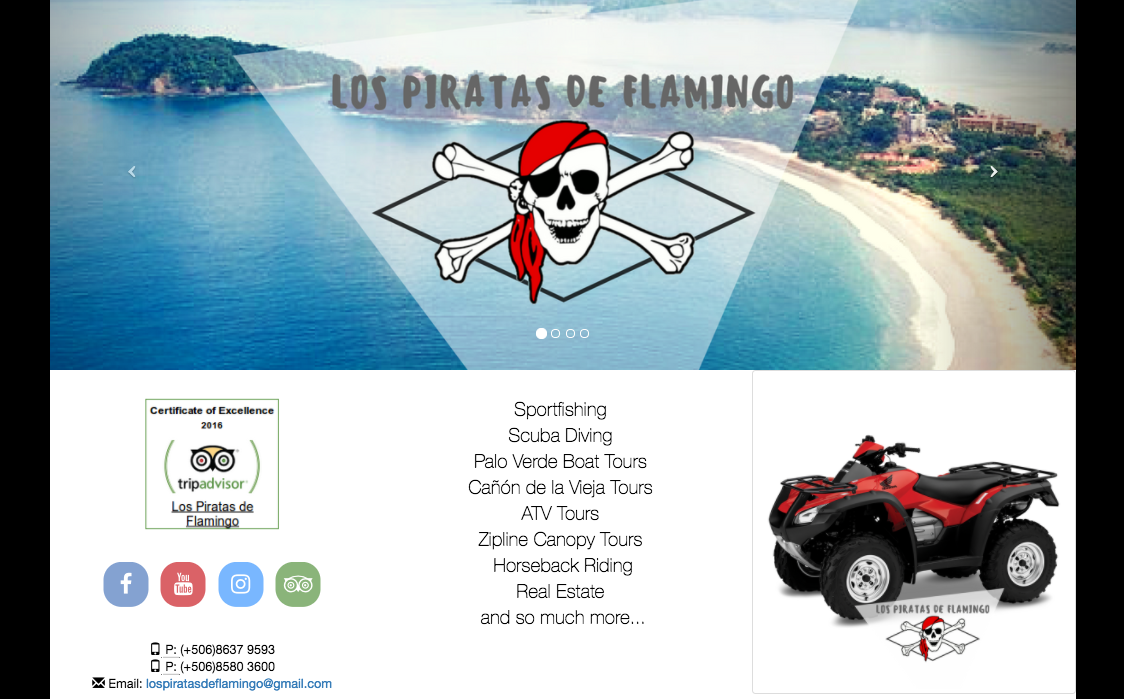 LOS PIRATAS DE FLAMINGO
Certificate of Excellence
2016
tripadvisor
Los Piratas de
Flamingo
You
Tube
P: (+506)8637 9593
P: (+506)8580 3600
Email: lospiratasdeflamingo@gmail.com
Sportfishing
Scuba Diving
Palo Verde Boat Tours
Cañón de la Vieja Tours
ATV Tours
Zipline Canopy Tours
Horseback Riding
Real Estate
and so much more...
LOS PIRATAS DE FLAMINGO